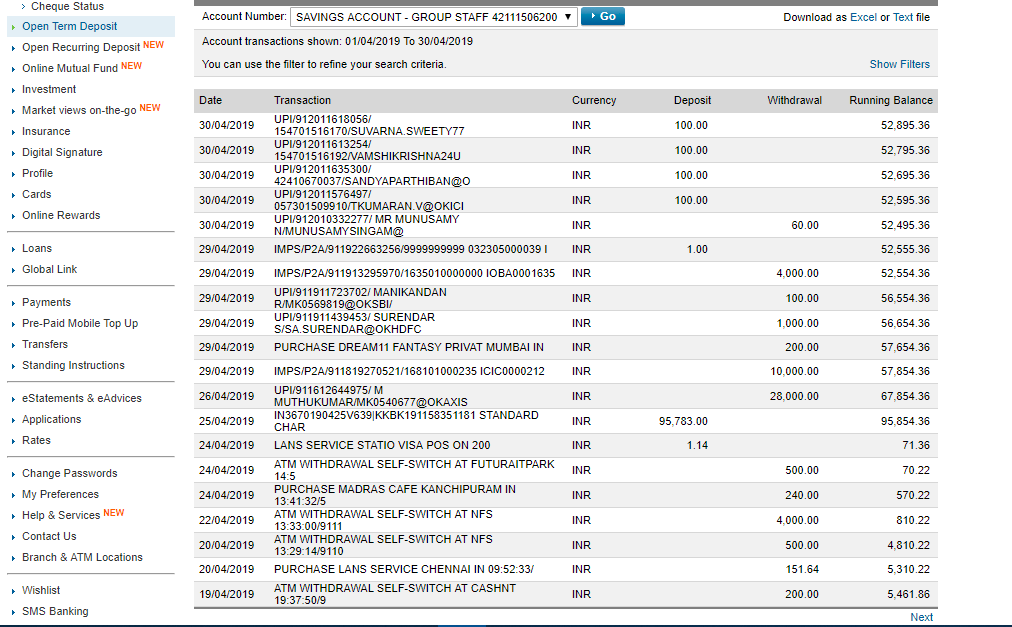 Cheque Status
Open Term Deposit
Open Recurring Deposit NEW
Online Mutual Fund NEW
Investment
Market views on-the-go NEW
Insurance
Digital Signature
Profile
Cards
Online Rewards
Loans
Global Link
Payments
Pre-Paid Mobile Top Up
Transfers
Standing Instructions
eStatements & eAdvices
Applications
Rates
Change Passwords
My Preferences
Help & Services NEW
Contact Us
Branch & ATM Locations
Wishlist
SMS Banking
Account Number: SAVINGS ACCOUNT - GROUP STAFF 42111506200 Go Download as Excel or Text file
Account transactions shown: 01/04/2019 To 30/04/2019
You can use the filter to refine your search criteria. Show Filters
Date Transaction Currency Deposit Withdrawal Running Balance
30/04/2019 UPI/912011618056/
154701516170/SUVARNA.SWEETY77 INR 100.00 52,895.36
30/04/2019 UPI/912011613254/
154701516192/VAMSHIKRISHNA24U INR 100.00 52,795.36
30/04/2019 UPI/912011635300/
42410670037/SANDYAPARTHIBAN@O INR 100.00 52,695.36
30/04/2019 UPI/912011576497/
057301509910/TKUMARAN.V@OKICI INR 100.00 52,595.36
30/04/2019 UPI/912010332277/ MR MUNUSAMY
N/MUNUSAMYSINGAM@ INR 60.00 52,495.36
29/04/2019 IMPS/P2A/911922663256/9999999999 032305000039 I INR 1.00 52,555.36
29/04/2019 IMPS/P2A/911913295970/1635010000000 IOBA0001635 INR 4,000.00 52,554.36
29/04/2019 UPI/911911723702/ MANIKANDAN
R/MK0569819@OKSBI/ INR 100.00 56,554.36
29/04/2019 UPI/911911439453/ SURENDAR
S/SA.SURENDAR@OKHDFC INR 1,000.00 56,654.36
29/04/2019 PURCHASE DREAM11 FANTASY PRIVAT MUMBAI IN INR 200.00 57,654.36
29/04/2019 IMPS/P2A/911819270521/168101000235 ICIC0000212 INR 10,000.00 57,854.36
26/04/2019 UPI/911612644975/ M
MUTHUKUMAR/MK0540677@OKAXIS INR 28,000.00 67,854.36
25/04/2019 IN3670190425V639|KKBK191158351181 STANDARD
CHAR INR 95,783.00 95,854.36
24/04/2019 LANS SERVICE STATIO VISA POS ON 200 INR 1.14 71.36
24/04/2019 ATM WITHDRAWAL SELF-SWITCH AT FUTURAITPARK
14:5 INR 500.00 70.22
24/04/2019 PURCHASE MADRAS CAFE KANCHIPURAM IN
13:41:32/5 INR 240.00 570.22
22/04/2019 ATM WITHDRAWAL SELF-SWITCH AT NFS
13:33:00/9111 INR 4,000.00 810.22
20/04/2019 ATM WITHDRAWAL SELF-SWITCH AT NFS
13:29:14/9110 INR 500.00 4,810.22
20/04/2019 PURCHASE LANS SERVICE CHENNAI IN 09:52:33/ INR 151.64 5,310.22
19/04/2019 ATM WITHDRAWAL SELF-SWITCH AT CASHNT
19:37:50/9 INR 200.00 5,461.86
Next